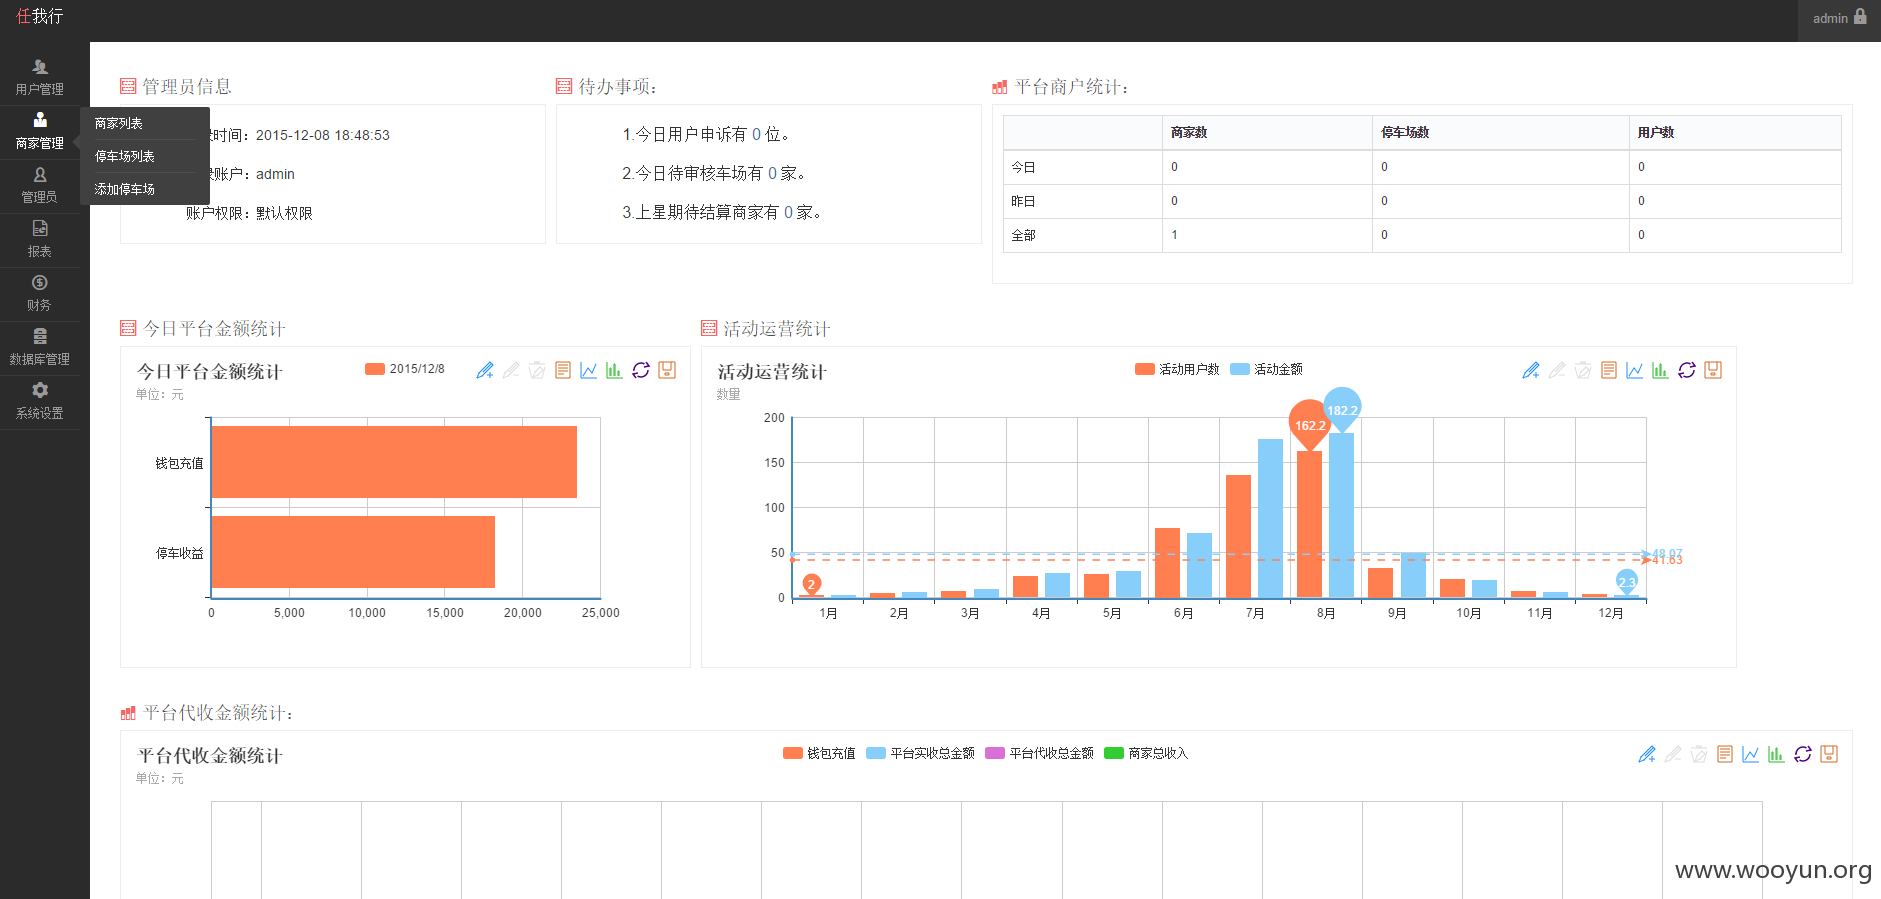 任我行
admin
用户管理
商家管理
管理员
报表
财务
数据库管理
系统设置
商家列表
停车场列表
添加停车场
管理员信息
时间：2015-12-08 18:48:53
账户：admin
账户权限：默认权限
待办事项：
1.今日用户申诉有 0 位。
2.今日待审核车场有 0 家。
3.上星期待结算商家有 0 家。
平台商户统计：
商家数 停车场数 用户数
今日 0 0 0
昨日 0 0 0
全部 1 0 0
今日平台金额统计
今日平台金额统计
单位：元
2015/12/8
钱包充值
停车收益
0 5,000 10,000 15,000 20,000 25,000
活动运营统计
活动运营统计
数量
活动用户数 活动金额
200
150
100
50
0
2
162.2
182.2
2.3
48.07
41.63
1月 2月 3月 4月 5月 6月 7月 8月 9月 10月 11月 12月
平台代收金额统计：
平台代收金额统计
单位：元
钱包充值 平台实收总金额 平台代收总金额 商家总收入
www.wooyun.org